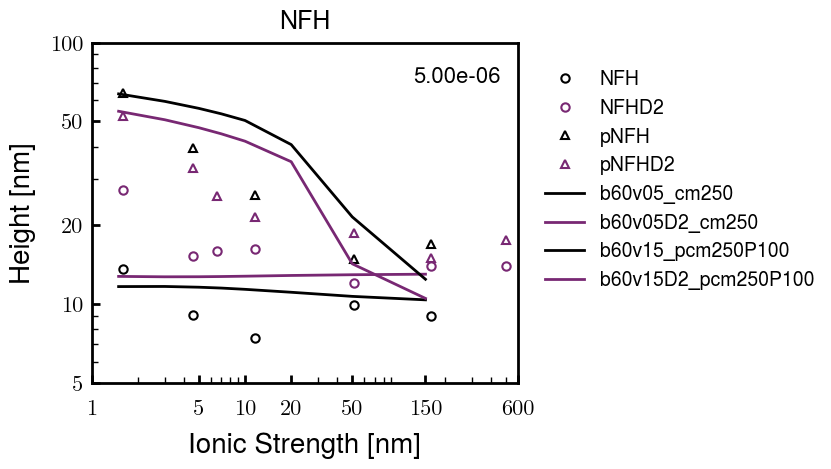 NFH
100
50
20
10
5
Height [nm]
5.00e-06
1
5
10
20
50
150
600
Ionic Strength [nm]
NFH
NFHD2
pNFH
pNFHD2
b60v05_cm250
b60v05D2_cm250
b60v15_pcm250P100
b60v15D2_pcm250P100